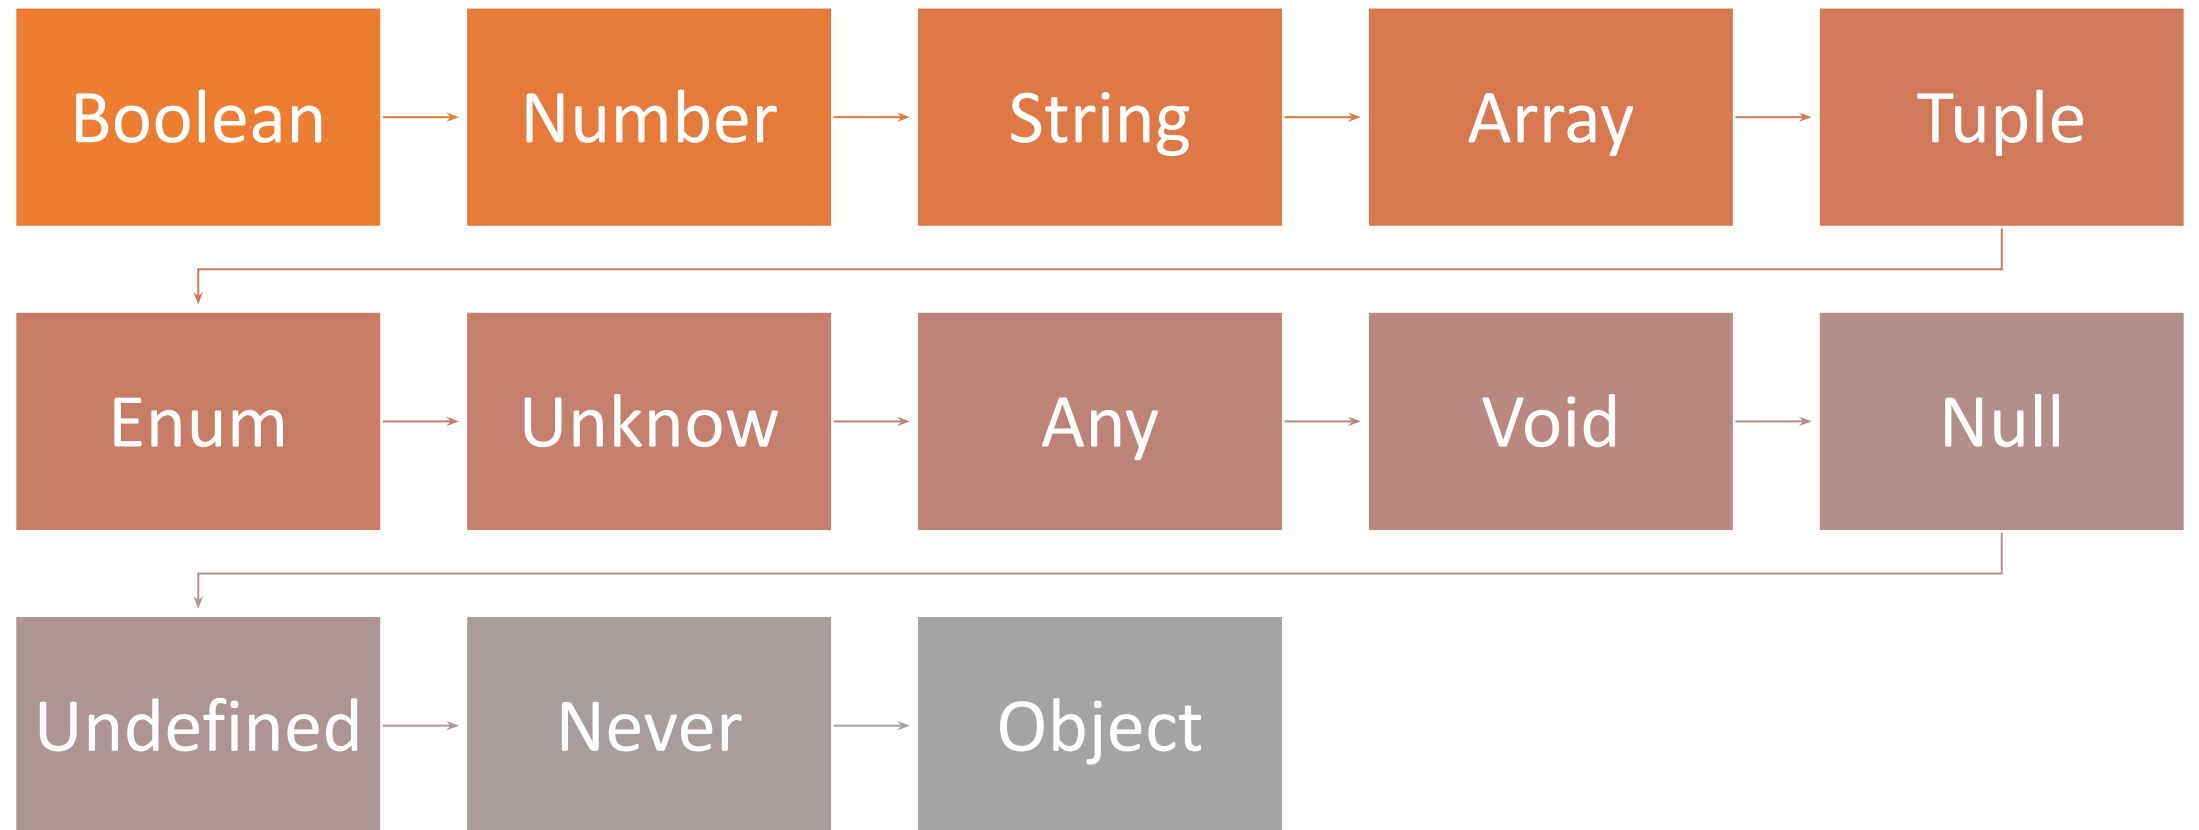 Boolean
Number
String
Array
Tuple
Enum
Unknow
Any
Void
Null
Undefined
Never
Object